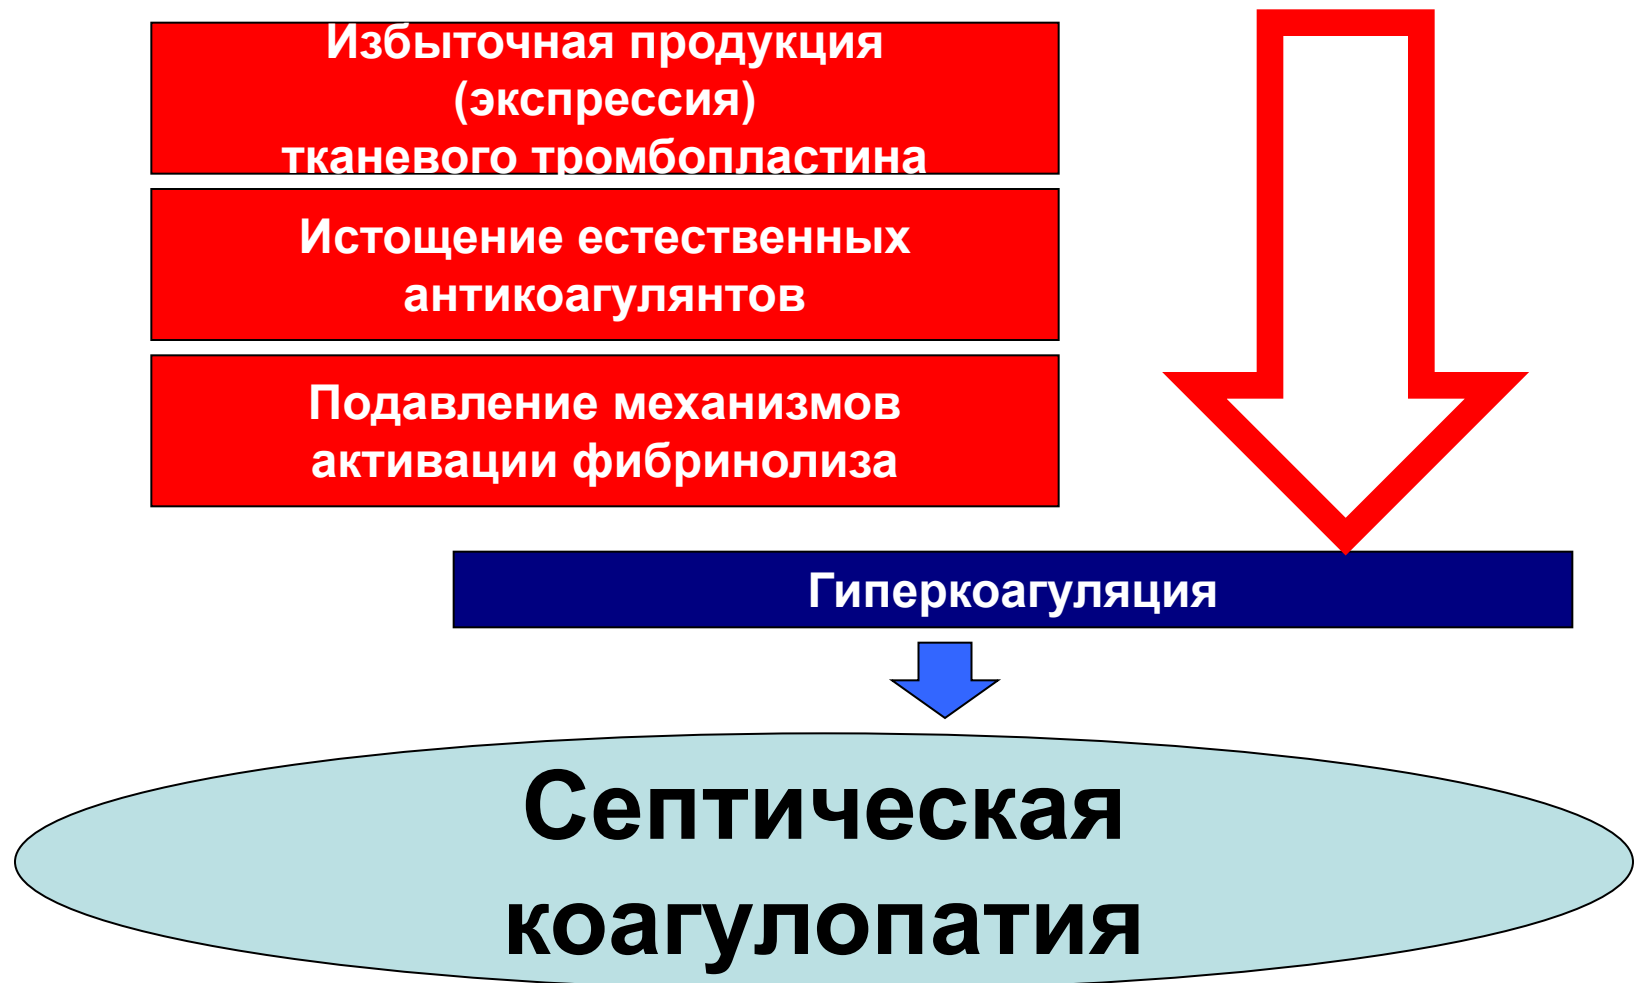 Избыточная продукция
(экспрессия)
тканевого тромбопластина
Истощение естественных
антикоагулянтов
Подавление механизмов
активации фибринолиза
Гиперкоагуляция
Септическая
коагулопатия